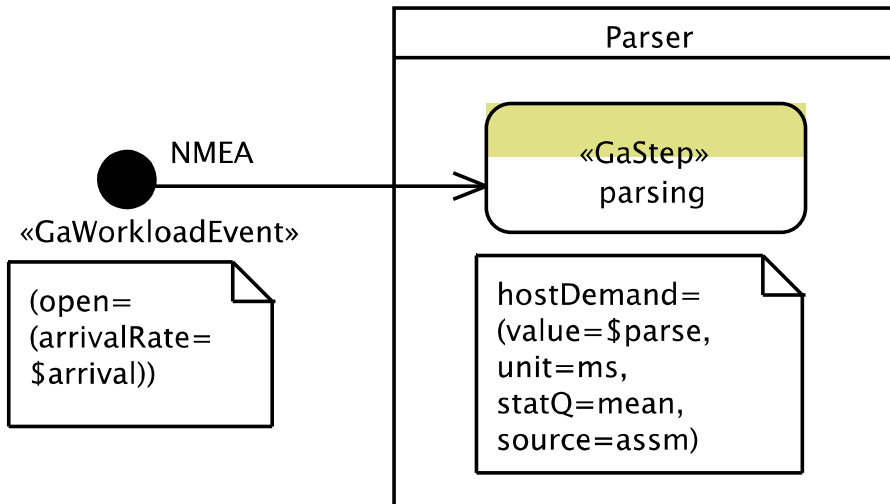 Parser
NMEA
«GaStep»
parsing
«GaWorkloadEvent»
(open=
(arrivalRate=
$arrival))
hostDemand=
(value=$parse,
unit=ms,
statQ=mean,
source=assm)